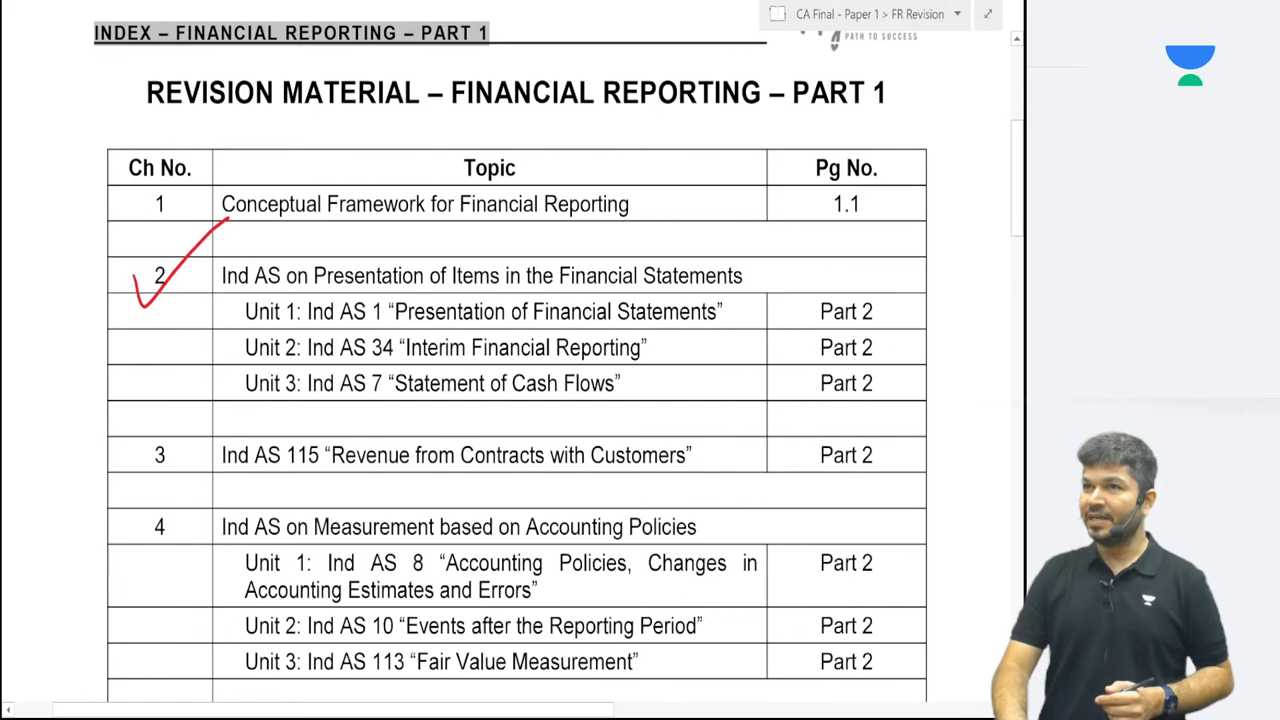 INDEX – FINANCIAL REPORTING – PART 1
CA Final - Paper 1 > FR Revision
PATH TO SUCCESS
REVISION MATERIAL – FINANCIAL REPORTING – PART 1
Ch No. Topic Pg No.
1 Conceptual Framework for Financial Reporting 1.1
2 Ind AS on Presentation of Items in the Financial Statements
Unit 1: Ind AS 1 “Presentation of Financial Statements” Part 2
Unit 2: Ind AS 34 “Interim Financial Reporting” Part 2
Unit 3: Ind AS 7 “Statement of Cash Flows” Part 2
3 Ind AS 115 “Revenue from Contracts with Customers” Part 2
4 Ind AS on Measurement based on Accounting Policies
Unit 1: Ind AS 8 “Accounting Policies, Changes in Part 2
Accounting Estimates and Errors”
Unit 2: Ind AS 10 “Events after the Reporting Period” Part 2
Unit 3: Ind AS 113 “Fair Value Measurement” Part 2